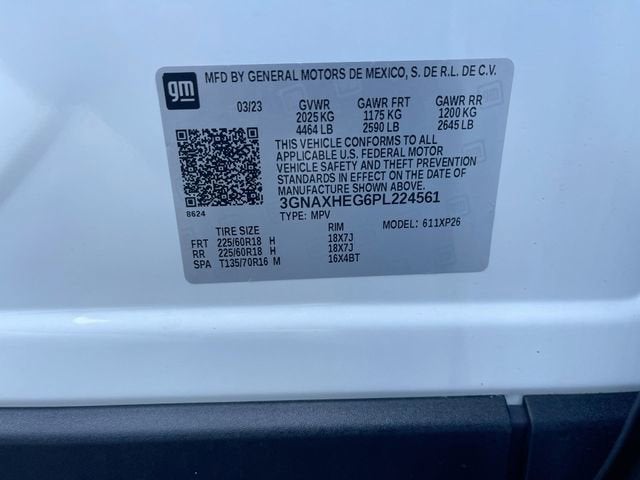 gm
MFD BY GENERAL MOTORS DE MEXICO, S. DE R.L. DE C.V.
03/23 GVWR GAWR FRT GAWR RR
2025 KG 1175 KG 1200 KG
4464 LB 2590 LB 2645 LB
THIS VEHICLE CONFORMS TO ALL
APPLICABLE U.S. FEDERAL MOTOR
VEHICLE SAFETY AND THEFT PREVENTION
STANDARDS IN EFFECT ON THE DATE OF
MANUFACTURE SHOWN ABOVE.
3GNAXHEG6PL224561
8624
TYPE: MPV MODEL: 611XP26
TIRE SIZE RIM
FRT 225/60R18 H 18X7J
RR 225/60R18 H 18X7J
SPA T135/70R16 M 16X4BT